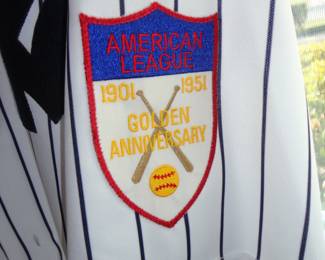 AMERICAN
LEAGUE
1901 1951
GOLDEN
ANNIVERSARY